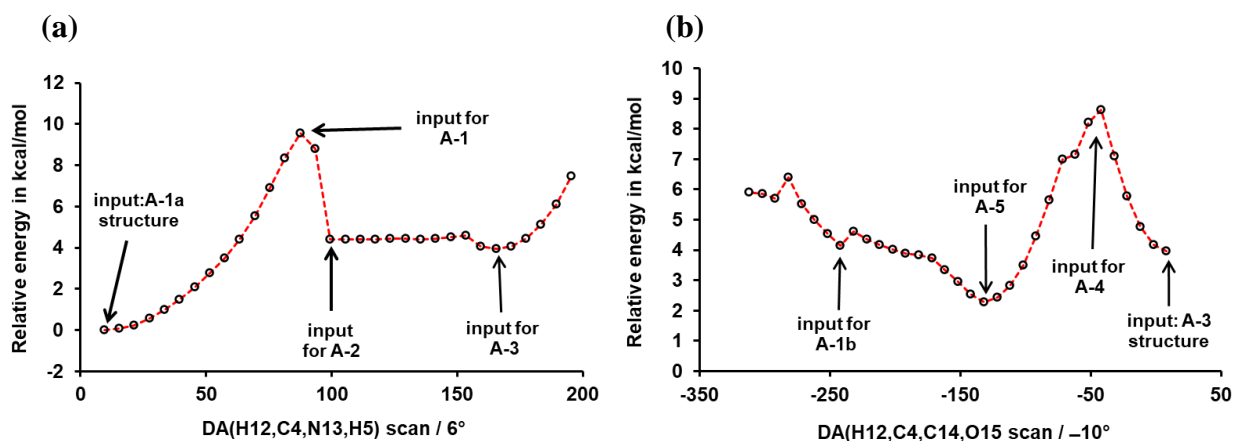 (a)
12
10
8
6
4
2
0
-2
Relative energy in kcal/mol
input:A-1a
structure
input for
A-1
input
for A-2
input for
A-3
0
50
100
150
200
DA(H12,C4,N13,H5) scan / 6°
(b)
10
9
8
7
6
5
4
3
2
1
0
Relative energy in kcal/mol
input for
A-1b
input for
A-5
input for
A-4
input: A-3
structure
-350
-250
-150
-50
50
DA(H12,C4,C14,O15) scan / –10°